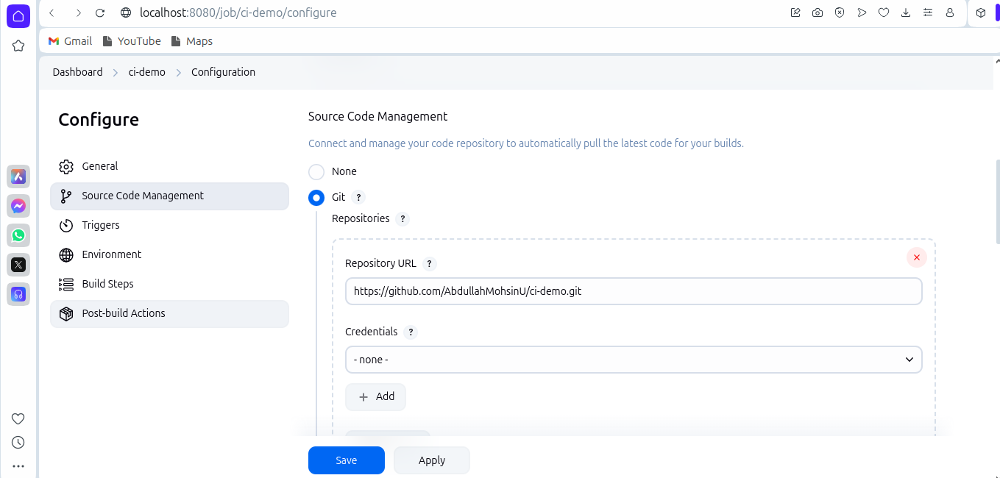 localhost:8080/job/ci-demo/configure
Gmail YouTube Maps
Dashboard ci-demo Configuration
Configure
General
Source Code Management
Triggers
Environment
Build Steps
Post-build Actions
Source Code Management
Connect and manage your code repository to automatically pull the latest code for your builds.
None
Git ?
Repositories ?
Repository URL ?
https://github.com/AbdullahMohsinU/ci-demo.git
Credentials ?
- none -
+ Add
Save Apply